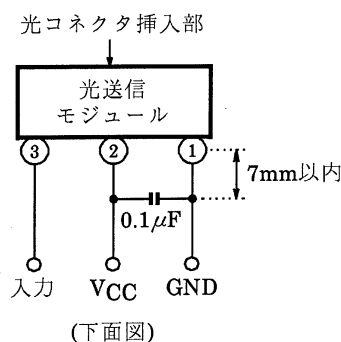 光コネクタ挿入部
光送信
モジュール
3 2 1
7mm以内
0.1μF
入力 VCC GND
(下面図)